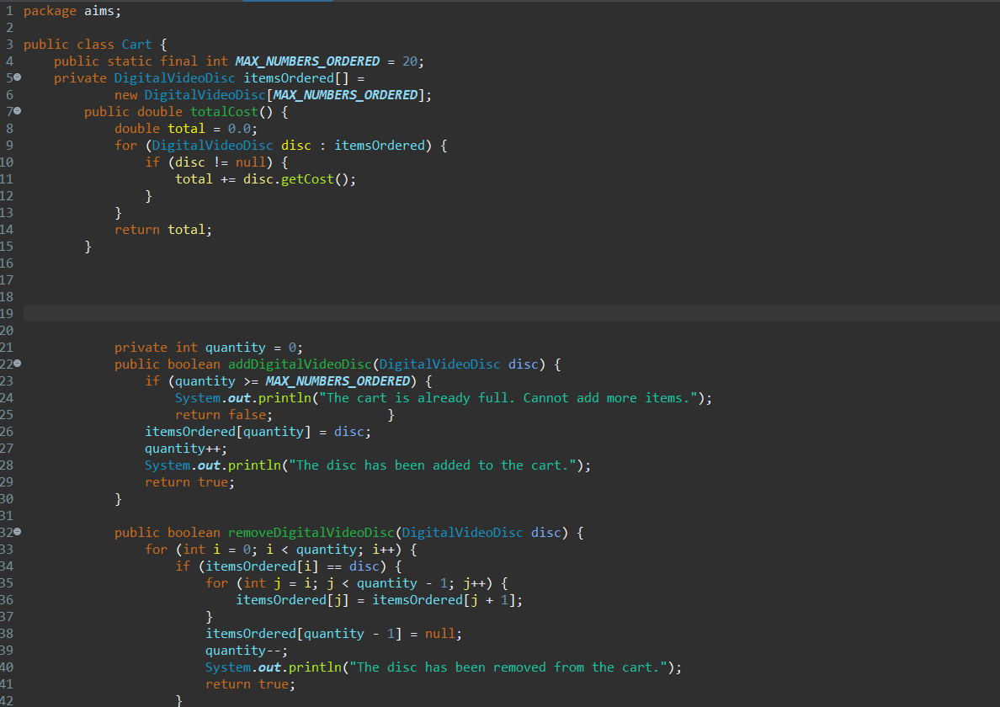 1 package aims;
2
3 public class Cart {
4     public static final int MAX_NUMBERS_ORDERED = 20;
5     private DigitalVideoDisc itemsOrdered[] =
6             new DigitalVideoDisc[MAX_NUMBERS_ORDERED];
7         public double totalCost() {
8             double total = 0.0;
9             for (DigitalVideoDisc disc : itemsOrdered) {
10                 if (disc != null) {
11                     total += disc.getCost();
12                 }
13             }
14             return total;
15         }
16
17
18
19
20
21             private int quantity = 0;
22             public boolean addDigitalVideoDisc(DigitalVideoDisc disc) {
23                 if (quantity >= MAX_NUMBERS_ORDERED) {
24                     System.out.println("The cart is already full. Cannot add more items.");
25                     return false;               }
26                 itemsOrdered[quantity] = disc;
27                 quantity++;
28                 System.out.println("The disc has been added to the cart.");
29                 return true;
30             }
31
32             public boolean removeDigitalVideoDisc(DigitalVideoDisc disc) {
33                 for (int i = 0; i < quantity; i++) {
34                     if (itemsOrdered[i] == disc) {
35                         for (int j = i; j < quantity - 1; j++) {
36                             itemsOrdered[j] = itemsOrdered[j + 1];
37                         }
38                         itemsOrdered[quantity - 1] = null;
39                         quantity--;
40                         System.out.println("The disc has been removed from the cart.");
41                         return true;
42                     }